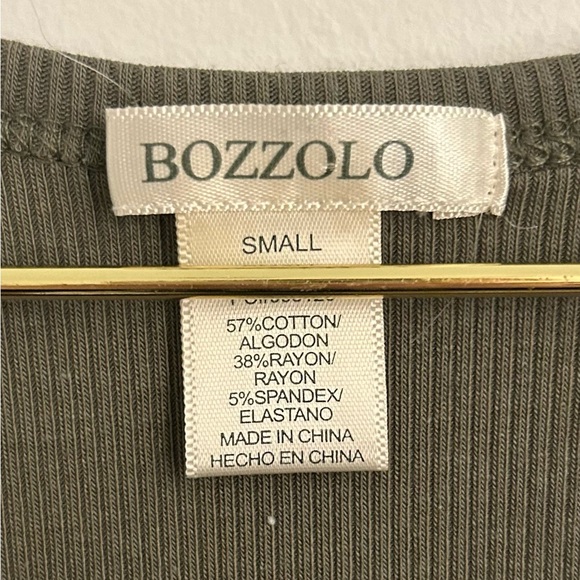 BOZZOLO
SMALL
57%COTTON/
ALGODON
38%RAYON/
RAYON
5%SPANDEX/
ELASTANO
MADE IN CHINA
HECHO EN CHINA